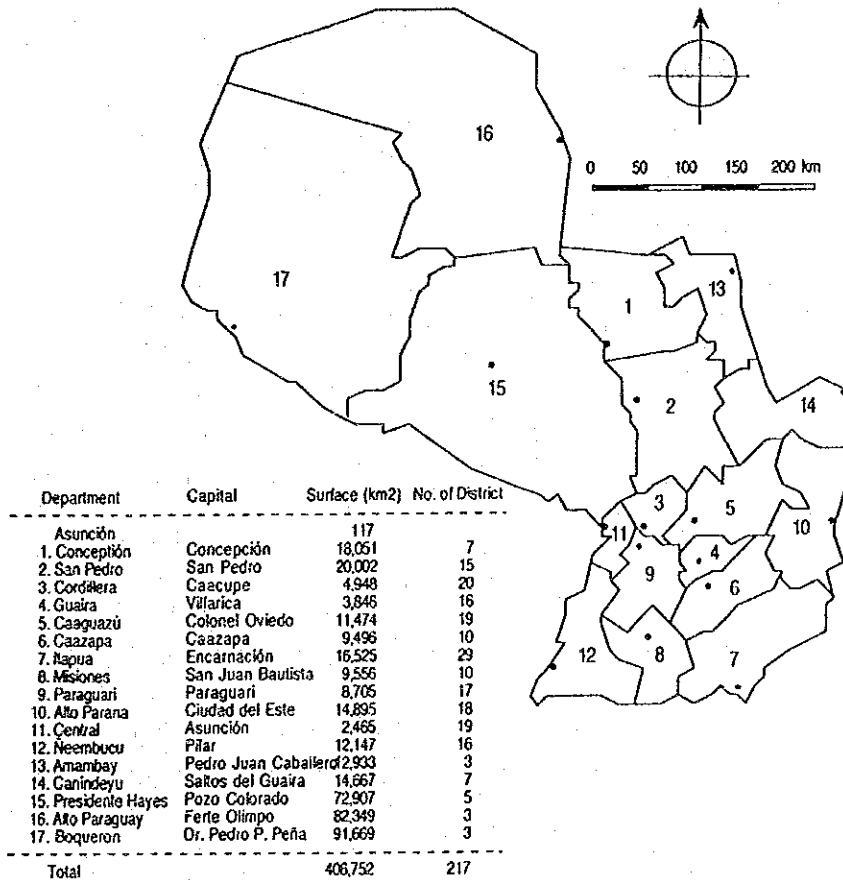 16
0 50 100 150 200 km
17
13
1
15
2
14
3
5
11
10
4
9
6
12
8
7
Department Capital Surface (km2) No. of District
Asunción 117
1. Conceptión Concepción 18,051 7
2. San Pedro San Pedro 20,002 15
3. Cordillera Caacupe 4,948 20
4. Guaira Villarica 3,846 16
5. Caaguazú Colonel Oviedo 11,474 19
6. Caazapa Caazapa 9,496 10
7. Itapua Encarnación 16,525 29
8. Misiones San Juan Bautista 9,556 10
9. Paraguari Paraguari 8,705 17
10. Alto Parana Ciudad del Este 14,895 18
11. Central Asunción 2,465 19
12. Ñeembucu Pilar 12,147 16
13. Amambay Pedro Juan Caballero 12,933 3
14. Canindeyu Saltos del Guaira 14,667 7
15. Presidente Hayes Pozo Colorado 72,907 5
16. Alto Paraguay Ferte Olimpo 82,349 3
17. Boqueron Dr. Pedro P. Peña 91,669 3
Total 406,752 217